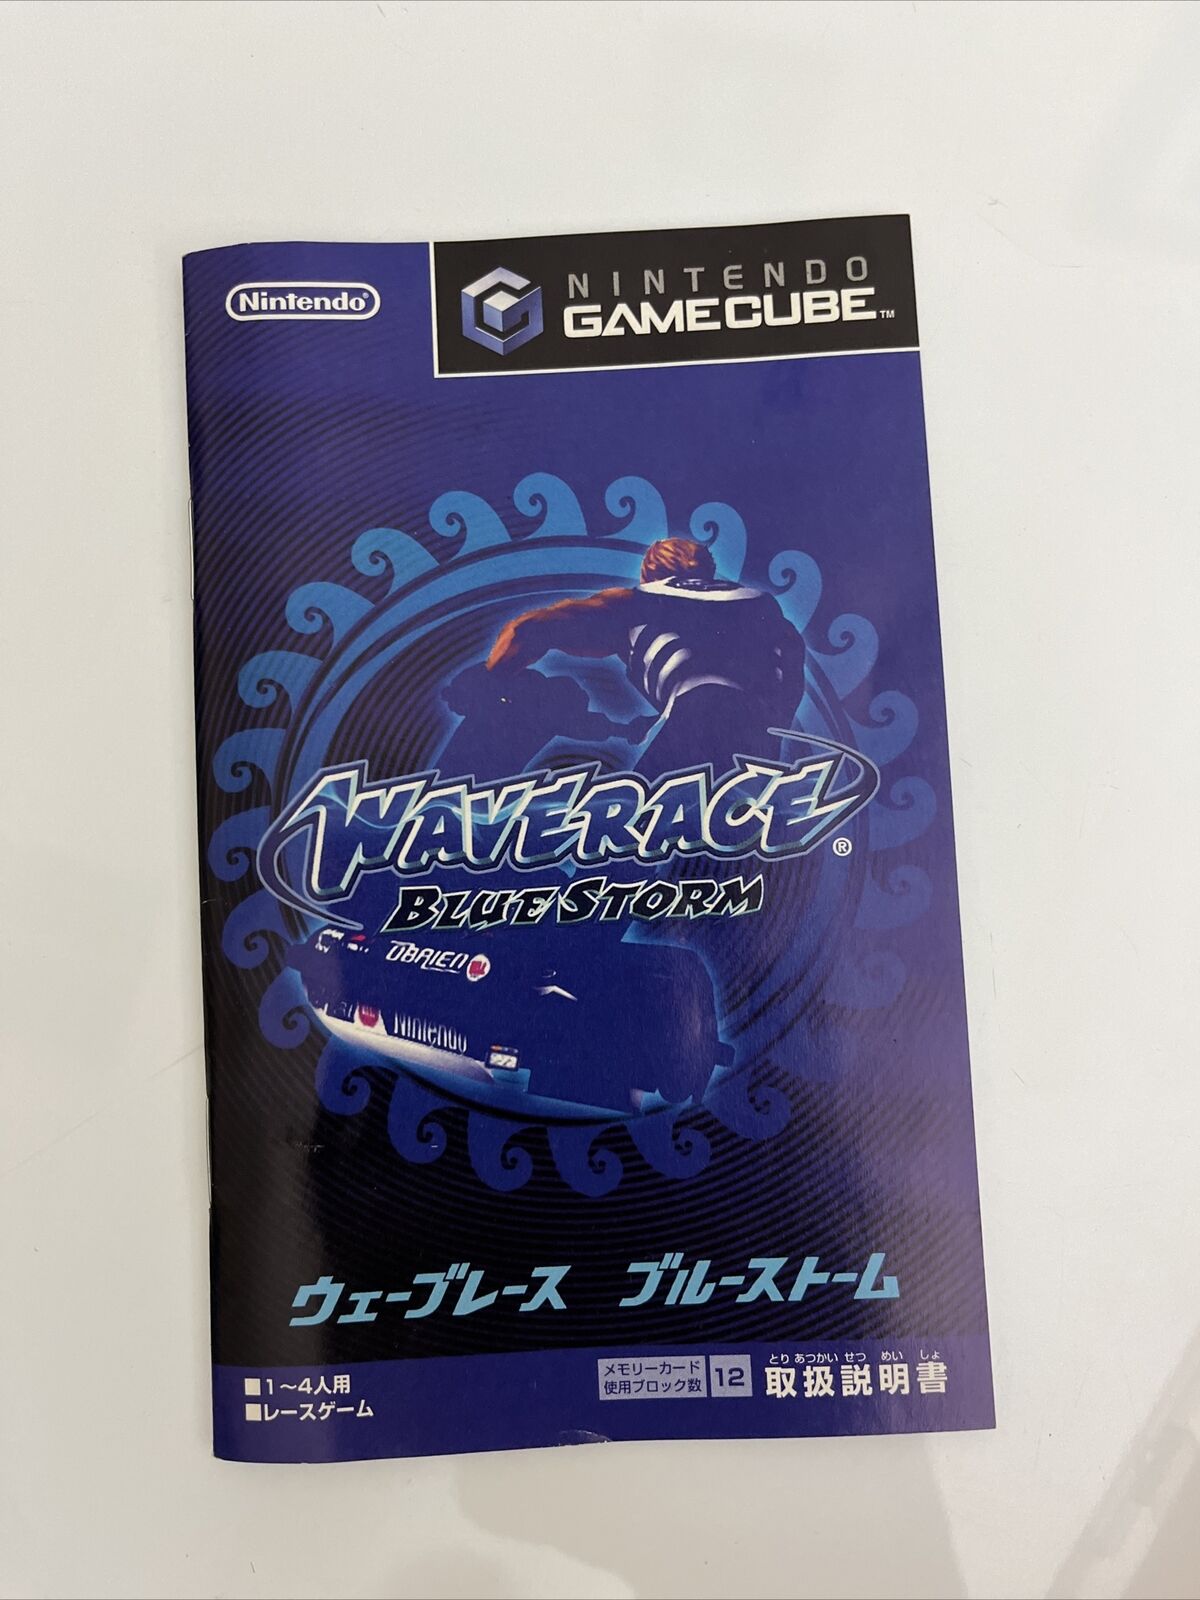 Nintendo
NINTENDO
GAMECUBE™
WAVERACE®
BLUE STORM
O'BRIEN
Nintendo
ウェーブレース ブルーストーム
■1〜4人用
■レースゲーム
メモリーカード
使用ブロック数
12
とり あつかい せつ めい しょ
取扱説明書